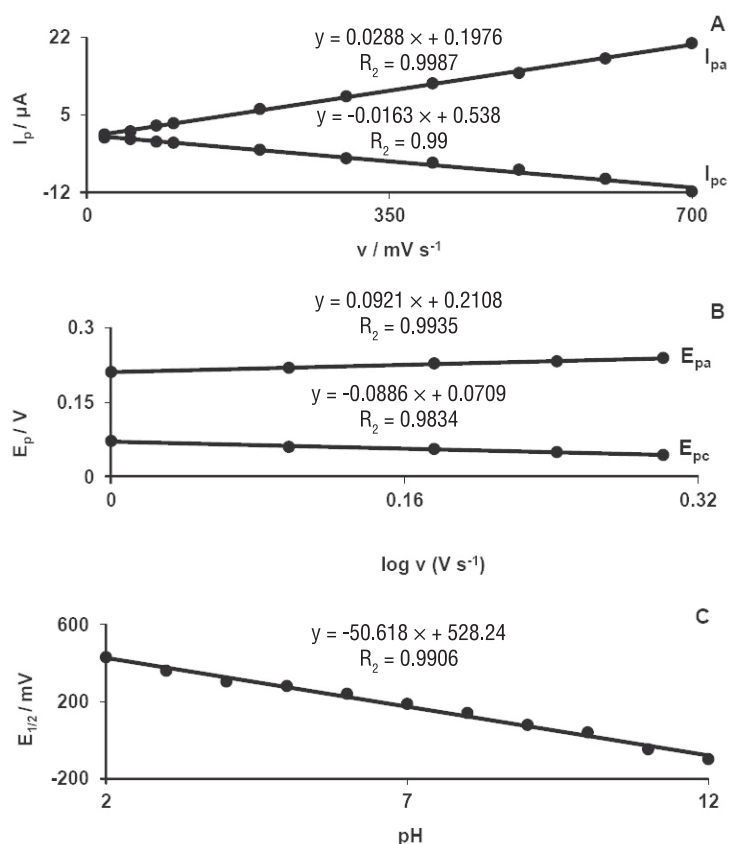 A
22
y = 0.0288 × + 0.1976
R₂ = 0.9987
Iₚₐ
Iₚ / µA
5
y = -0.0163 × + 0.538
R₂ = 0.99
Ipc
-12
0
350
700
v / mV s⁻¹
B
y = 0.0921 × + 0.2108
R₂ = 0.9935
0.3
Eₚₐ
Eₚ / V
0.15
y = -0.0886 × + 0.0709
R₂ = 0.9834
Epc
0
0
0.16
0.32
log v (V s⁻¹)
C
600
y = -50.618 × + 528.24
R₂ = 0.9906
E₁/₂ / mV
200
-200
2
7
12
pH